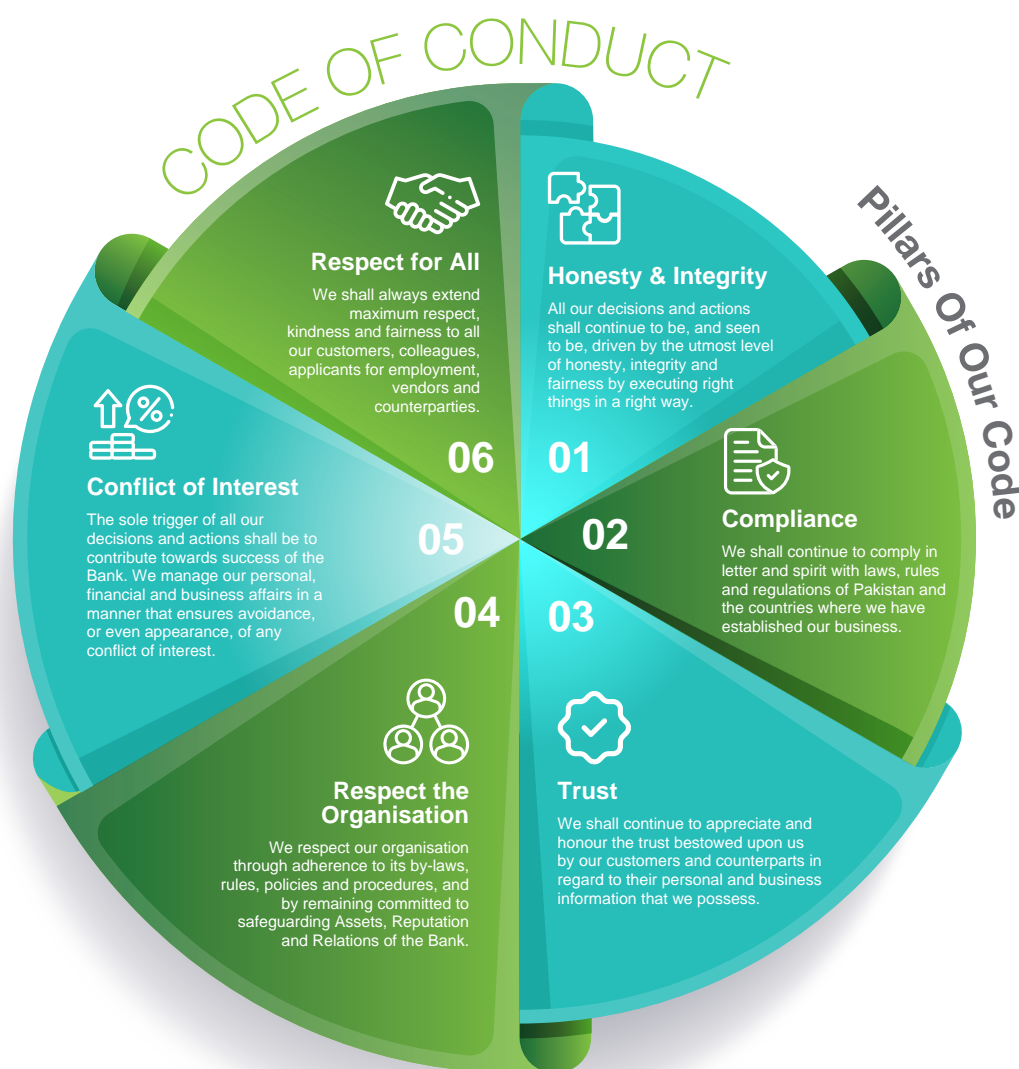 CODE OF CONDUCT
Pillars Of Our Code
Honesty & Integrity
All our decisions and actions
shall continue to be, and seen
to be, driven by the utmost level
of honesty, integrity and
fairness by executing right
things in a right way.
01
02
Compliance
We shall continue to comply in
letter and spirit with laws, rules
and regulations of Pakistan and
the countries where we have
established our business.
03
Trust
We shall continue to appreciate and
honour the trust bestowed upon us
by our customers and counterparts in
regard to their personal and business
information that we possess.
04
Respect the
Organisation
We respect our organisation
through adherence to its by-laws,
rules, policies and procedures, and
by remaining committed to
safeguarding Assets, Reputation
and Relations of the Bank.
05
Conflict of Interest
The sole trigger of all our
decisions and actions shall be to
contribute towards success of the
Bank. We manage our personal,
financial and business affairs in a
manner that ensures avoidance,
or even appearance, of any
conflict of interest.
Respect for All
We shall always extend
maximum respect,
kindness and fairness to all
our customers, colleagues,
applicants for employment,
vendors and
counterparties.
06